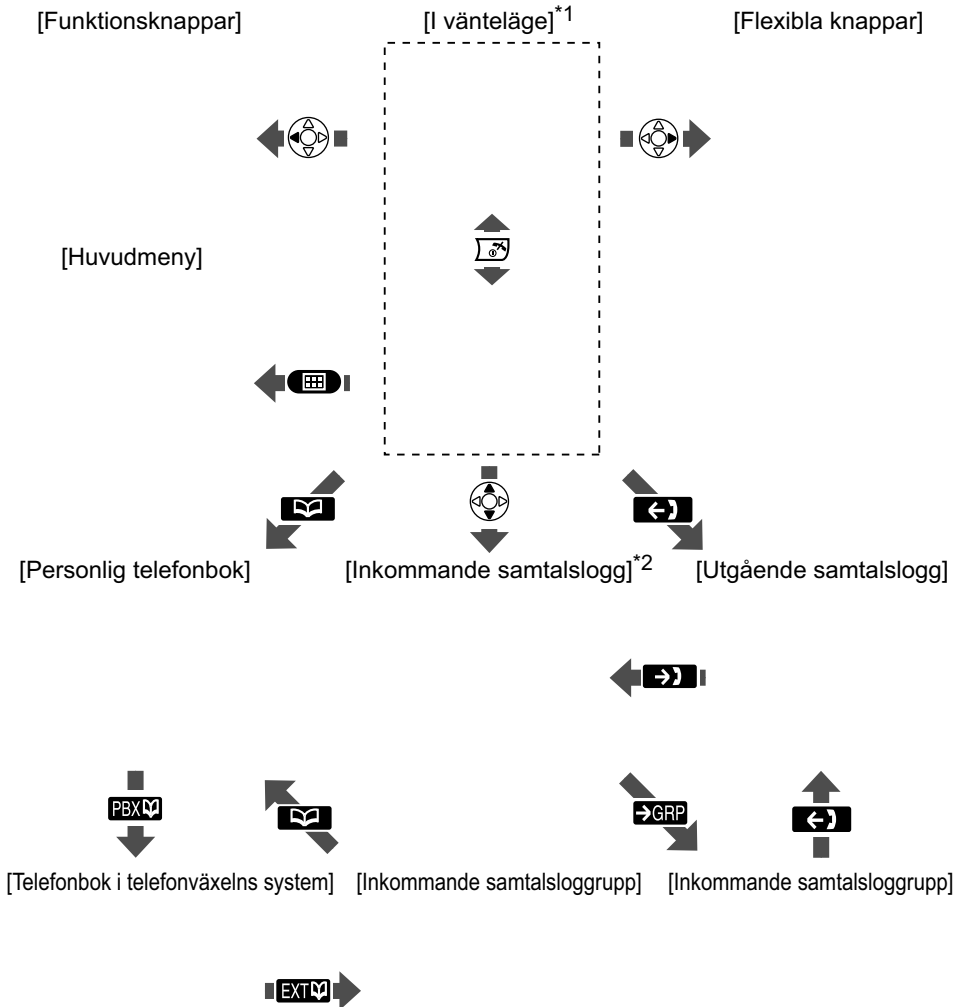 [Funktionsknappar] [I vänteläge]*1 [Flexibla knappar]
[Huvudmeny]
[Personlig telefonbok] [Inkommande samtalslogg]*2 [Utgående samtalslogg]
PBX
GRP
[Telefonbok i telefonväxelns system] [Inkommande samtalsloggrupp] [Inkommande samtalsloggrupp]
EXT